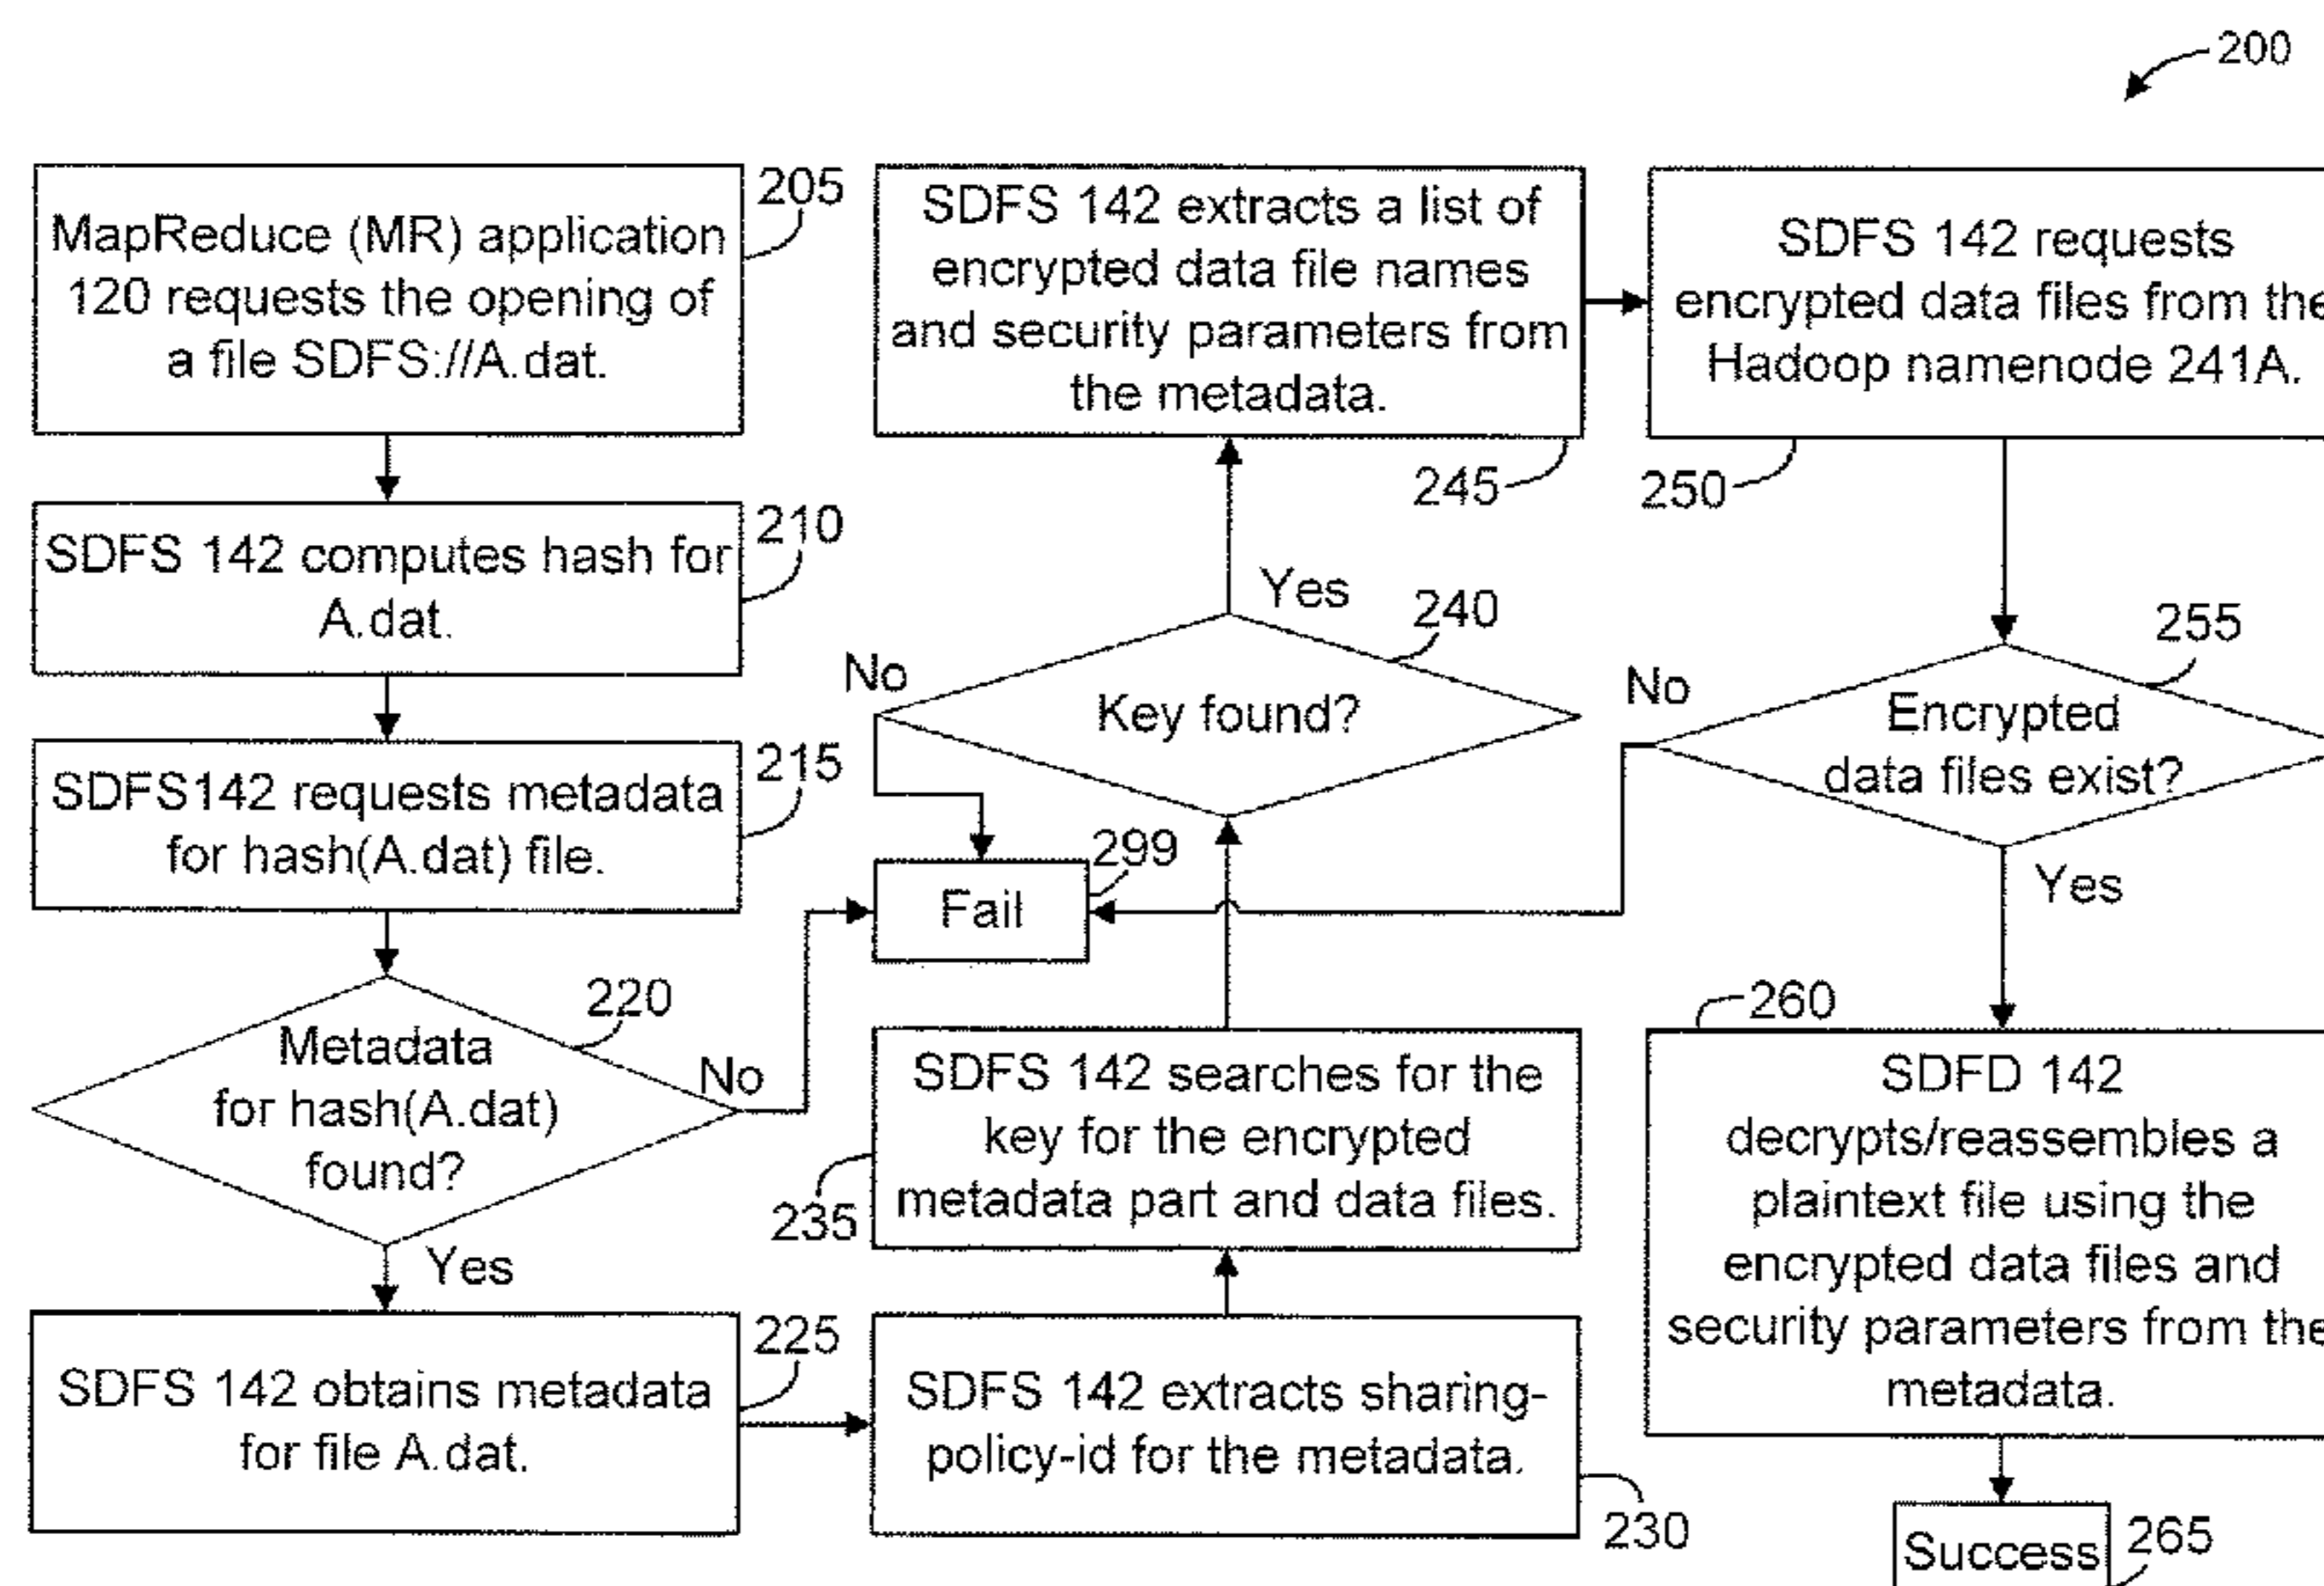 200
MapReduce (MR) application
120 requests the opening of
a file SDFS://A.dat.
205
SDFS 142 computes hash for
A.dat.
210
SDFS142 requests metadata
for hash(A.dat) file.
215
Metadata
for hash(A.dat)
found?
220
No
Yes
SDFS 142 obtains metadata
for file A.dat.
225
SDFS 142 extracts sharing-
policy-id for the metadata.
230
SDFS 142 searches for the
key for the encrypted
metadata part and data files.
235
Key found?
240
No
Yes
Fail
299
SDFS 142 extracts a list of
encrypted data file names
and security parameters from
the metadata.
245
SDFS 142 requests
encrypted data files from the
Hadoop namenode 241A.
250
Encrypted
data files exist?
255
No
Yes
260
SDFD 142
decrypts/reassembles a
plaintext file using the
encrypted data files and
security parameters from the
metadata.
Success
265